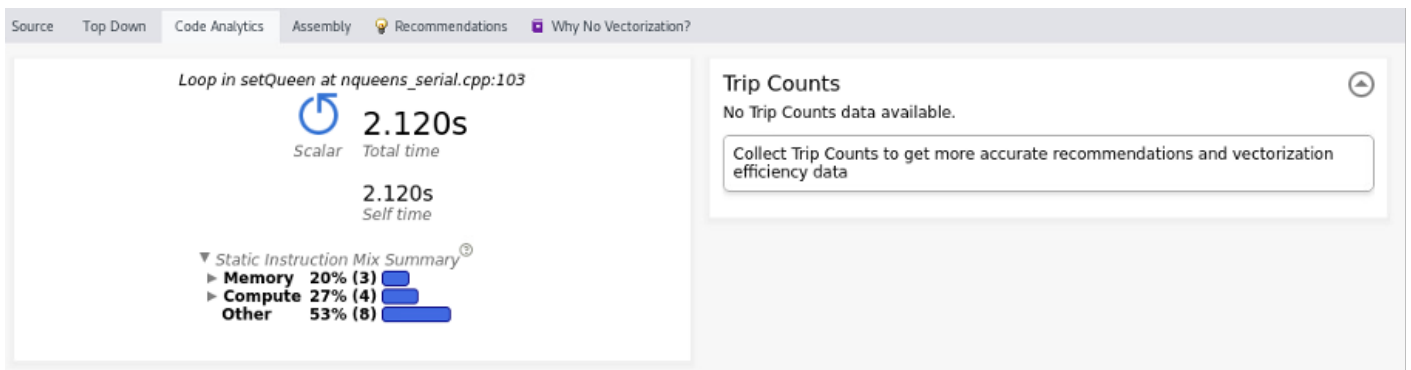 Source Top Down Code Analytics Assembly Recommendations Why No Vectorization?
Loop in setQueen at nqueens_serial.cpp:103
2.120s
Scalar Total time
2.120s
Self time
Static Instruction Mix Summary?
Memory 20% (3)
Compute 27% (4)
Other 53% (8)
Trip Counts
No Trip Counts data available.
Collect Trip Counts to get more accurate recommendations and vectorization
efficiency data